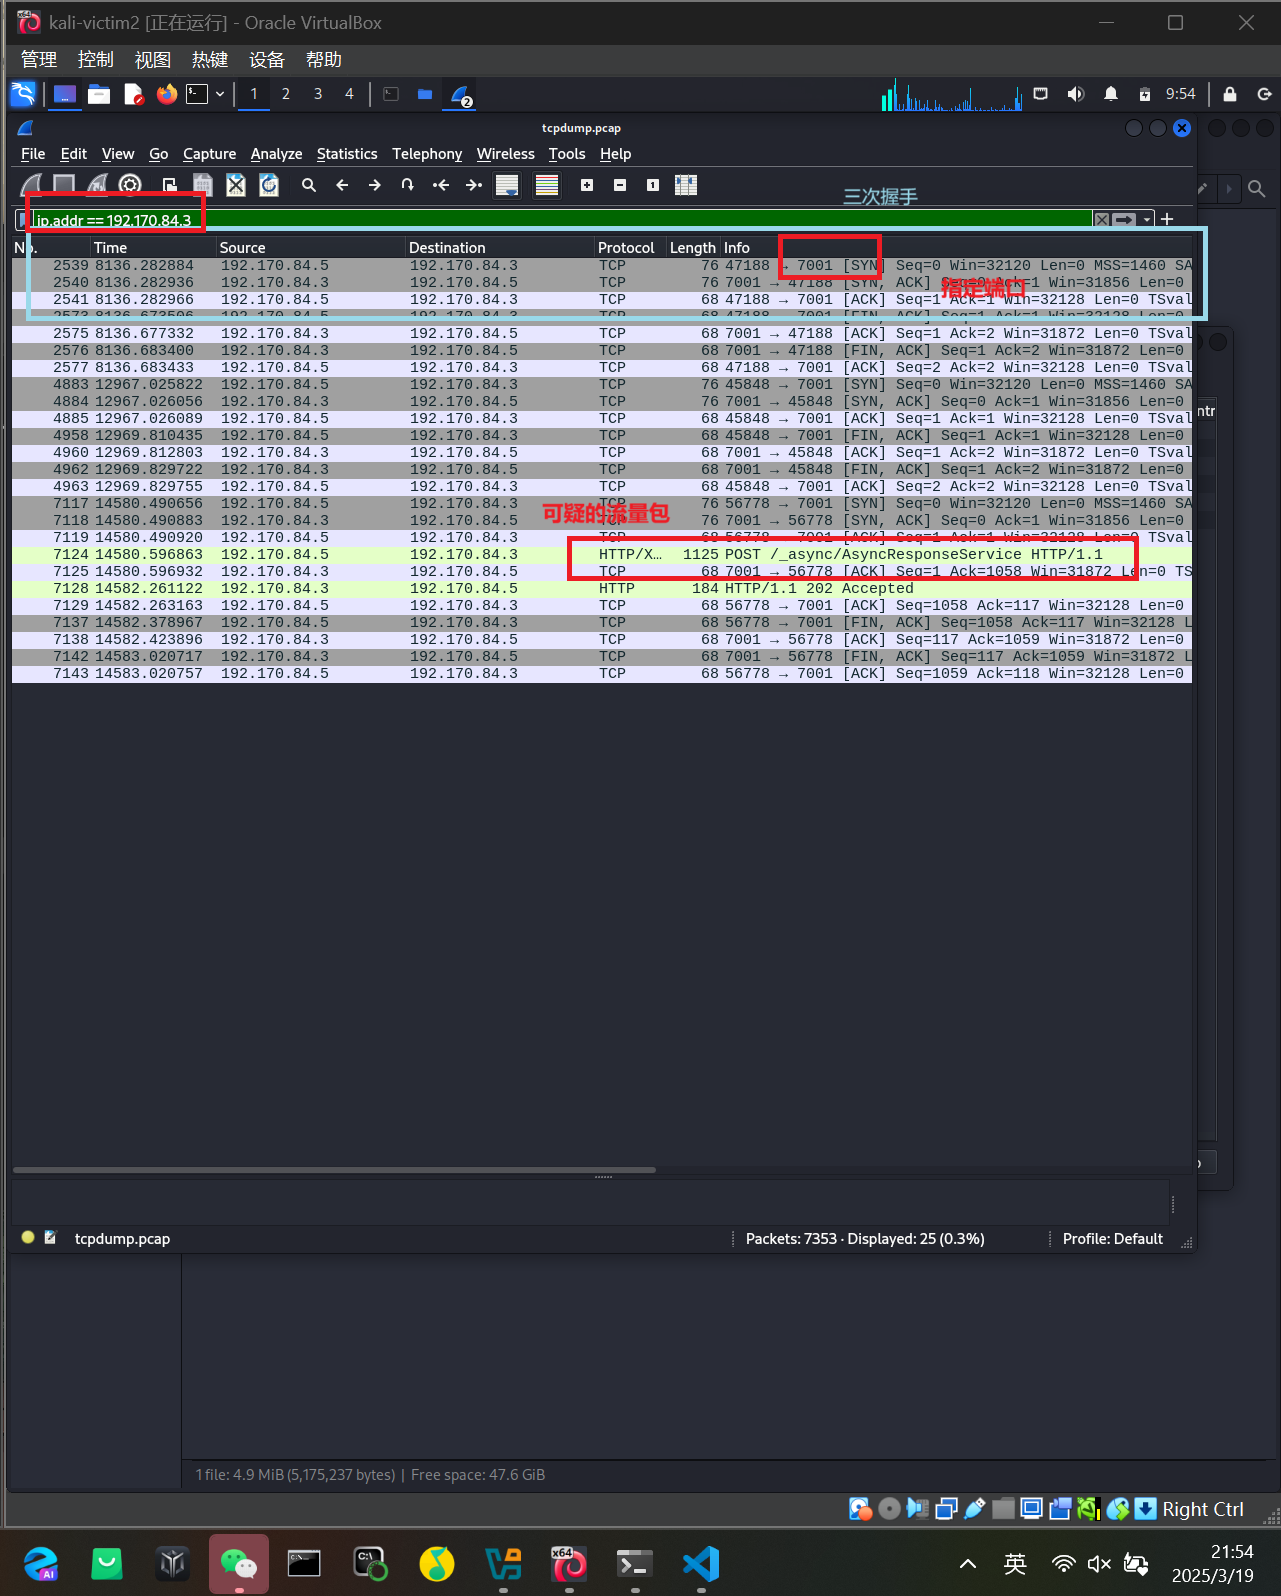 kali-victim2 [正在运行] - Oracle VirtualBox
管理 控制 视图 热键 设备 帮助
1 2 3 4 2 9:54
tcpdump.pcap
File Edit View Go Capture Analyze Statistics Telephony Wireless Tools Help
三次握手
ip.addr == 192.170.84.3
No. Time Source Destination Protocol Length Info
2539 8136.282884 192.170.84.5 192.170.84.3 TCP 76 47188 → 7001 [SYN] Seq=0 Win=32120 Len=0 MSS=1460 SA
2540 8136.282936 192.170.84.3 192.170.84.5 TCP 76 7001 → 47188 [SYN, ACK] Seq=0 Ack=1 Win=31856 Len=0
指定端口
2541 8136.282966 192.170.84.5 192.170.84.3 TCP 68 47188 → 7001 [ACK] Seq=1 Ack=1 Win=32128 Len=0 TSval
2573 8136.673506 192.170.84.5 192.170.84.3 TCP 68 47188 → 7001 [FIN, ACK] Seq=1 Ack=1 Win=32128 Len=0
2575 8136.677332 192.170.84.3 192.170.84.5 TCP 68 7001 → 47188 [ACK] Seq=1 Ack=2 Win=31872 Len=0 TSval
2576 8136.683400 192.170.84.3 192.170.84.5 TCP 68 7001 → 47188 [FIN, ACK] Seq=1 Ack=2 Win=31872 Len=0
2577 8136.683433 192.170.84.5 192.170.84.3 TCP 68 47188 → 7001 [ACK] Seq=2 Ack=2 Win=32128 Len=0 TSval
4883 12967.025822 192.170.84.5 192.170.84.3 TCP 76 45848 → 7001 [SYN] Seq=0 Win=32120 Len=0 MSS=1460 SA
4884 12967.026056 192.170.84.3 192.170.84.5 TCP 76 7001 → 45848 [SYN, ACK] Seq=0 Ack=1 Win=31856 Len=0
4885 12967.026089 192.170.84.5 192.170.84.3 TCP 68 45848 → 7001 [ACK] Seq=1 Ack=1 Win=32128 Len=0 TSval
4958 12969.810435 192.170.84.5 192.170.84.3 TCP 68 45848 → 7001 [FIN, ACK] Seq=1 Ack=1 Win=32128 Len=0
4960 12969.812803 192.170.84.3 192.170.84.5 TCP 68 7001 → 45848 [ACK] Seq=1 Ack=2 Win=31872 Len=0 TSval
4962 12969.829722 192.170.84.3 192.170.84.5 TCP 68 7001 → 45848 [FIN, ACK] Seq=1 Ack=2 Win=31872 Len=0
4963 12969.829755 192.170.84.5 192.170.84.3 TCP 68 45848 → 7001 [ACK] Seq=2 Ack=2 Win=32128 Len=0 TSval
7117 14580.490656 192.170.84.5 192.170.84.3 TCP 76 56778 → 7001 [SYN] Seq=0 Win=32120 Len=0 MSS=1460 SA
可疑的流量包
7118 14580.490883 192.170.84.3 192.170.84.5 TCP 76 7001 → 56778 [SYN, ACK] Seq=0 Ack=1 Win=31856 Len=0
7119 14580.490920 192.170.84.5 192.170.84.3 TCP 68 56778 → 7001 [ACK] Seq=1 Ack=1 Win=32128 Len=0 TSval
7124 14580.596863 192.170.84.5 192.170.84.3 HTTP/X… 1125 POST /_async/AsyncResponseService HTTP/1.1
7125 14580.596932 192.170.84.3 192.170.84.5 TCP 68 7001 → 56778 [ACK] Seq=1 Ack=1058 Win=31872 Len=0 TS
7128 14582.261122 192.170.84.3 192.170.84.5 HTTP 184 HTTP/1.1 202 Accepted
7129 14582.263163 192.170.84.5 192.170.84.3 TCP 68 56778 → 7001 [ACK] Seq=1058 Ack=117 Win=32128 Len=0
7137 14582.378967 192.170.84.5 192.170.84.3 TCP 68 56778 → 7001 [FIN, ACK] Seq=1058 Ack=117 Win=32128 L
7138 14582.423896 192.170.84.3 192.170.84.5 TCP 68 7001 → 56778 [ACK] Seq=117 Ack=1059 Win=31872 Len=0
7142 14583.020717 192.170.84.3 192.170.84.5 TCP 68 7001 → 56778 [FIN, ACK] Seq=117 Ack=1059 Win=31872 L
7143 14583.020757 192.170.84.5 192.170.84.3 TCP 68 56778 → 7001 [ACK] Seq=1059 Ack=118 Win=32128 Len=0
ntr
tcpdump.pcap Packets: 7353 · Displayed: 25 (0.3%) Profile: Default
1 file: 4.9 MiB (5,175,237 bytes) | Free space: 47.6 GiB
Right Ctrl
AI
C:\
x64
英
21:54
2025/3/19